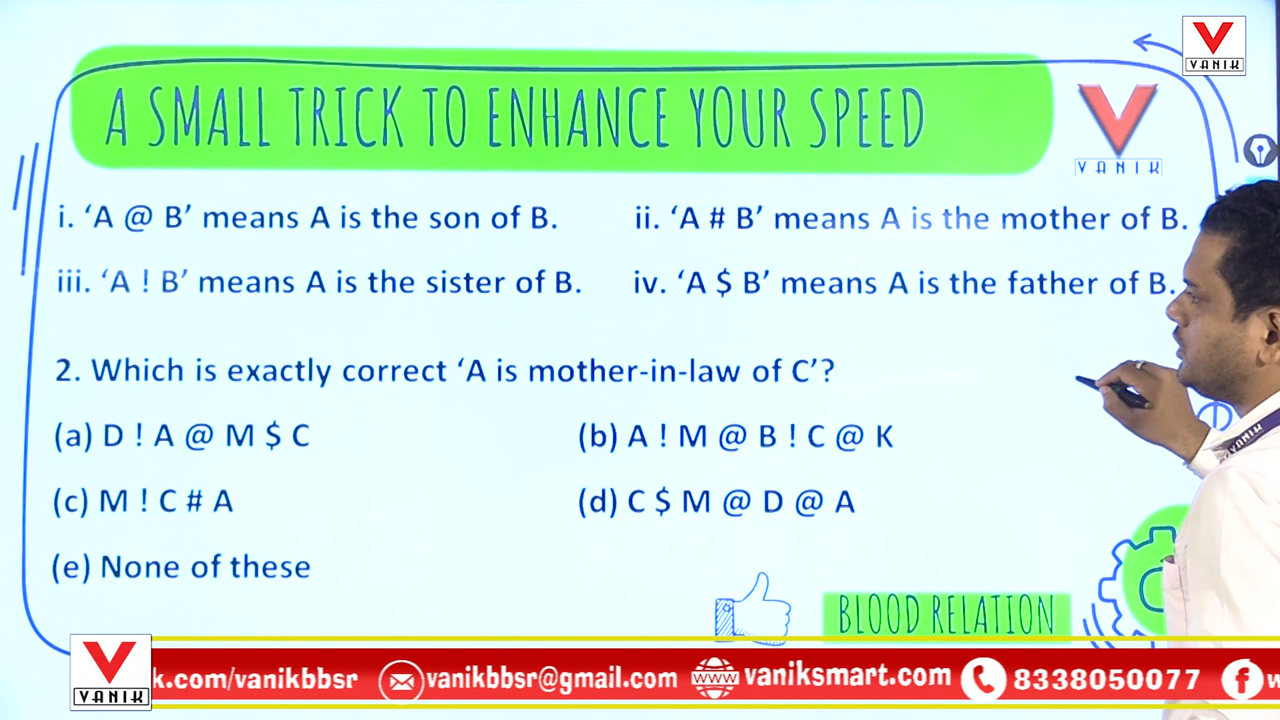 VANIK
A SMALL TRICK TO ENHANCE YOUR SPEED
VANIK
i. ‘A @ B’ means A is the son of B. ii. ‘A # B’ means A is the mother of B.
iii. ‘A ! B’ means A is the sister of B. iv. ‘A $ B’ means A is the father of B.
2. Which is exactly correct ‘A is mother-in-law of C’?
(a) D ! A @ M $ C (b) A ! M @ B ! C @ K
(c) M ! C # A (d) C $ M @ D @ A
(e) None of these
BLOOD RELATION
VANIK
k.com/vanikbbsr vanikbbsr@gmail.com www vaniksmart.com 8338050077 f w